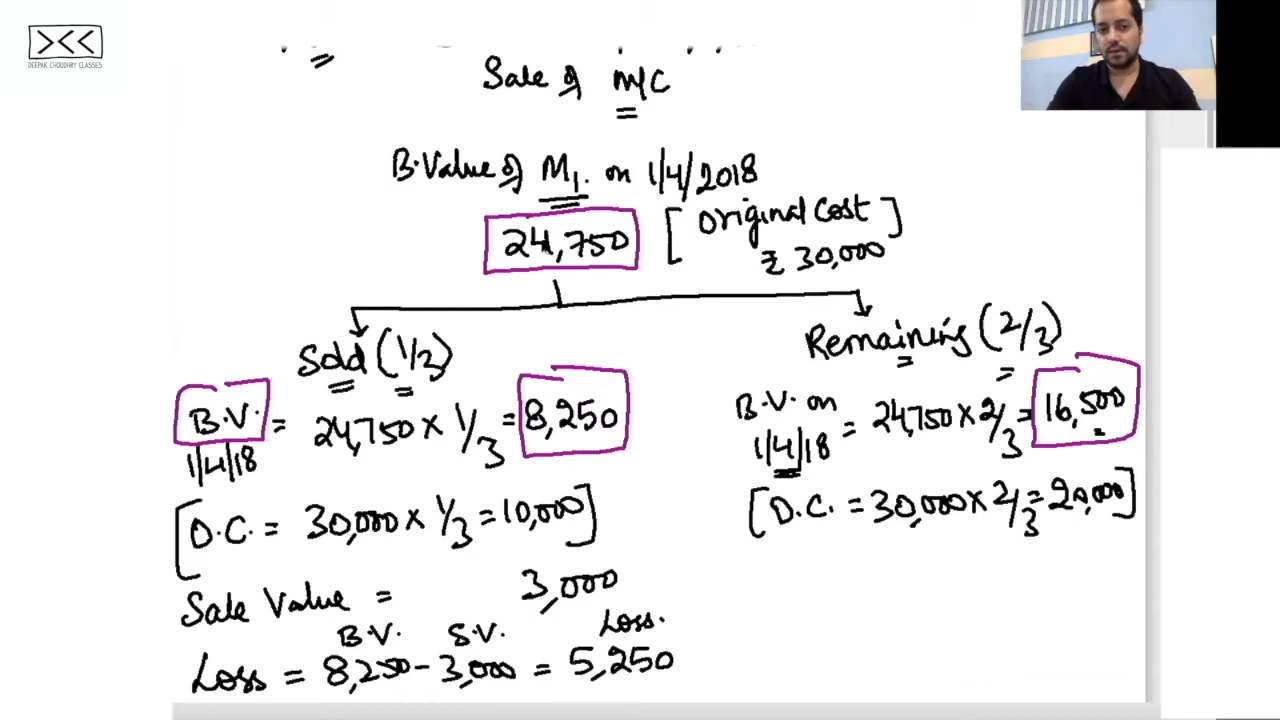 DEEPAK CHOUDHRY CLASSES
Sale of M/C
B.Value of M1. on 1/4/2018
24,750 [Original Cost
₹ 30,000]
Sold (1/3)
Remaining (2/3)
B.V. = 24,750 × 1/3 = 8,250
1/4/18
B.V. on
1/4/18 = 24,750 × 2/3 = 16,500
[O.C. = 30,000 × 1/3 = 10,000]
[O.C. = 30,000 × 2/3 = 20,000]
Sale Value = 3,000
B.V. S.V. Loss.
Loss = 8,250 - 3,000 = 5,250